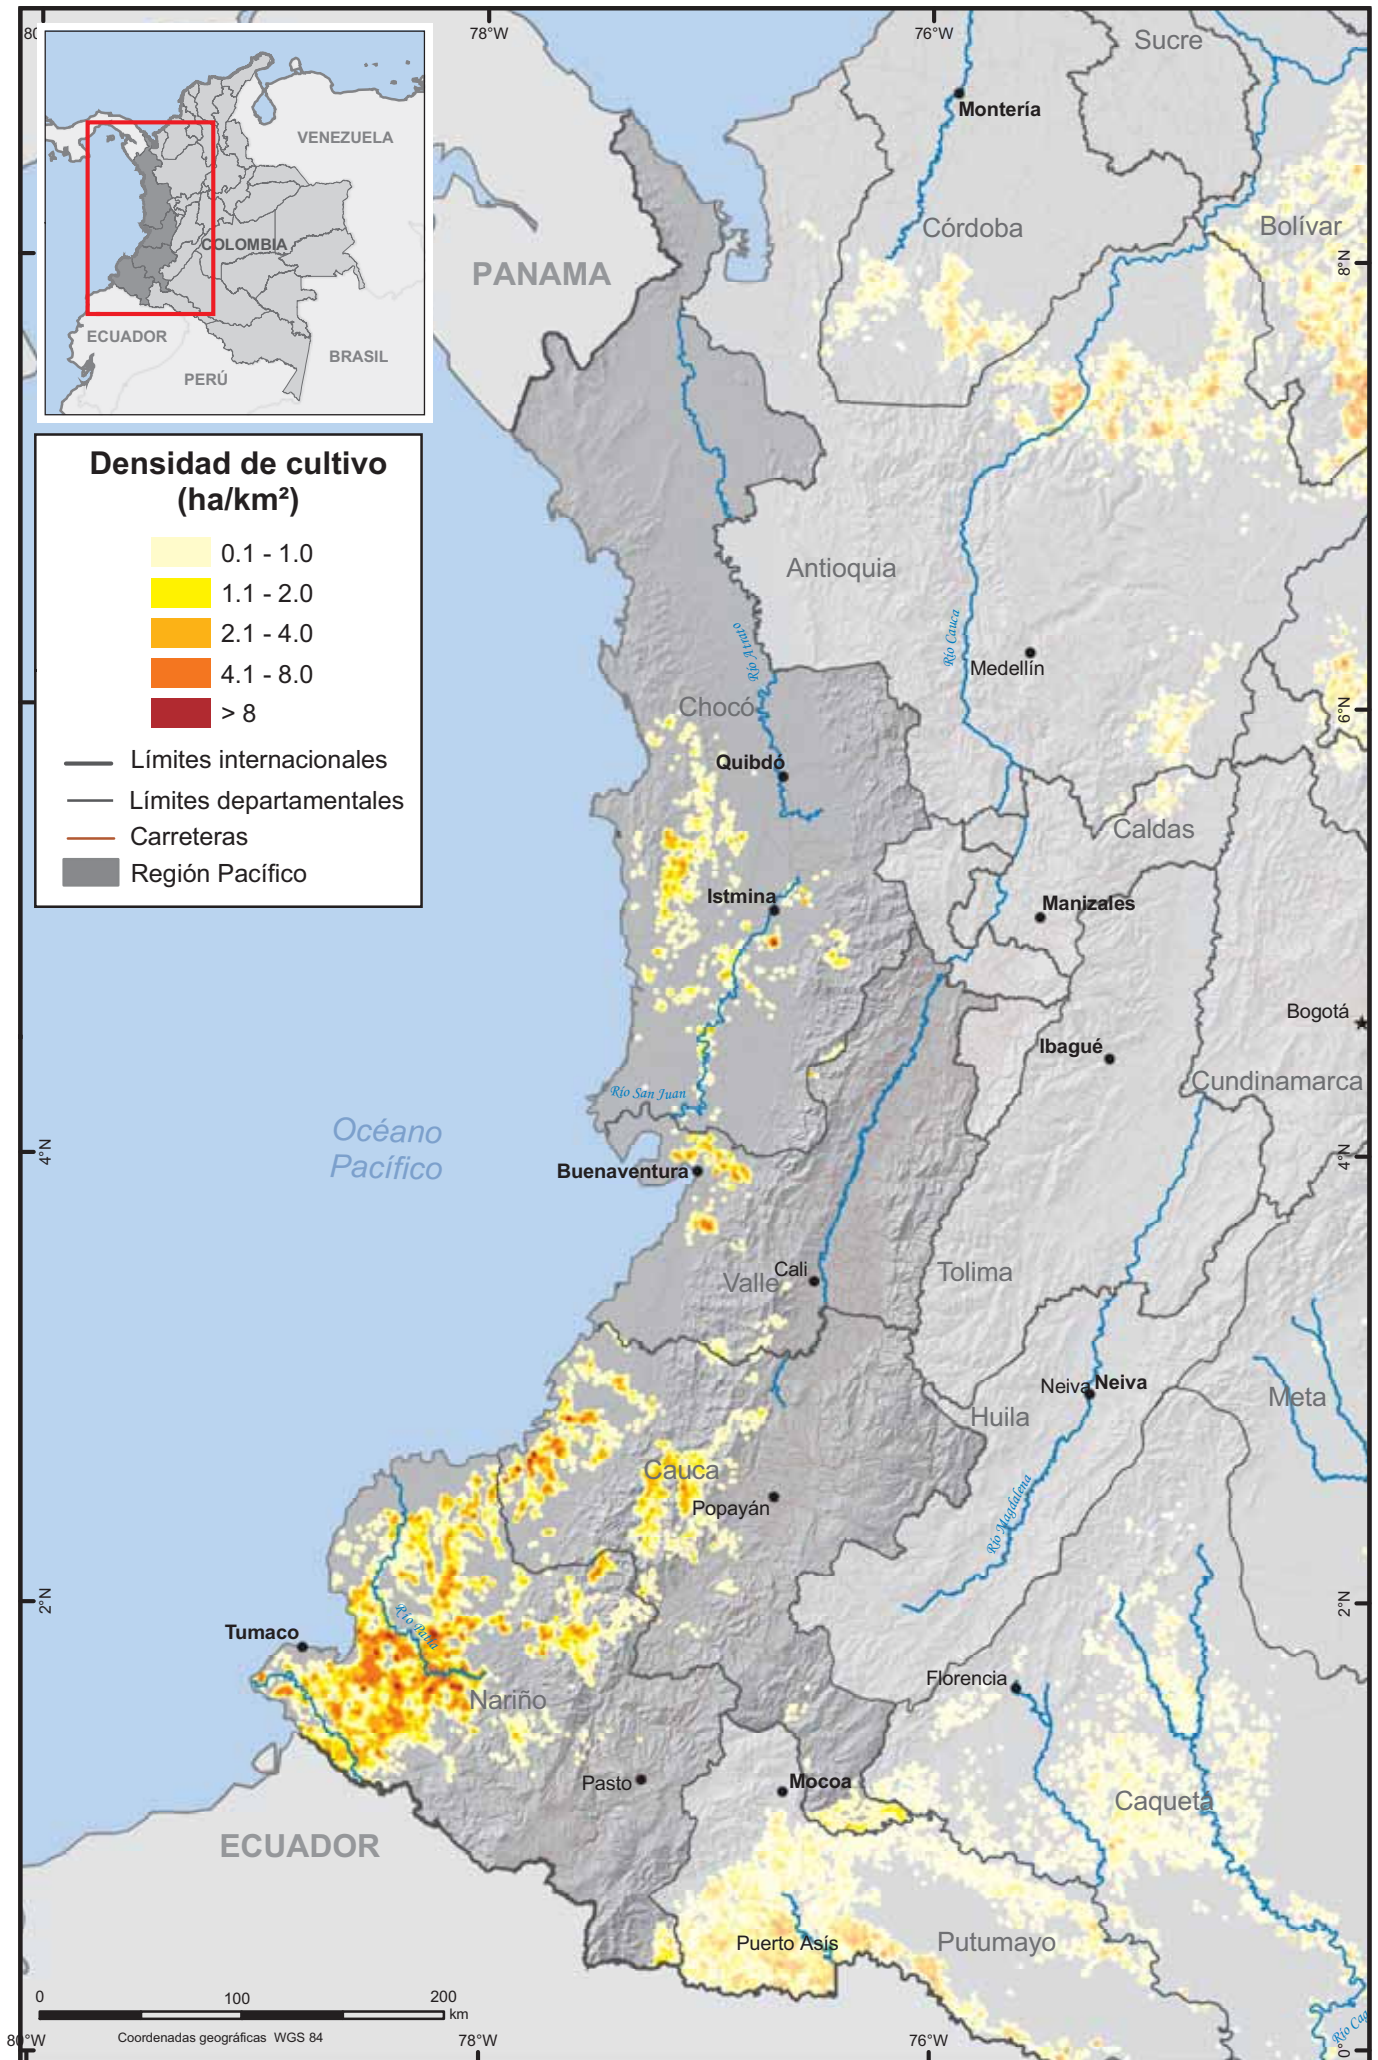 80
78°W
76°W
VENEZUELA
COLOMBIA
ECUADOR
PERÚ
BRASIL
Sucre
Montería
Córdoba
Bolívar
PANAMA
8°N
Densidad de cultivo
(ha/km²)
0.1 - 1.0
1.1 - 2.0
2.1 - 4.0
4.1 - 8.0
> 8
Límites internacionales
Límites departamentales
Carreteras
Región Pacífico
Antioquia
Río Atrato
Río Cauca
Medellín
Chocó
6°N
Quibdó
Caldas
Istmina
Manizales
Bogotá
Ibagué
Cundinamarca
Río San Juan
Océano
Pacífico
4°N
4°N
Buenaventura
Cali
Valle
Tolima
Neiva
Neiva
Meta
Huila
Cauca
Popayán
Río Magdalena
2°N
2°N
Río Patía
Tumaco
Florencia
Nariño
Pasto
Mocoa
Caquetá
ECUADOR
Puerto Asís
Putumayo
0
100
200
km
Coordenadas geográficas WGS 84
Río Caq
80°W
78°W
76°W
0°N